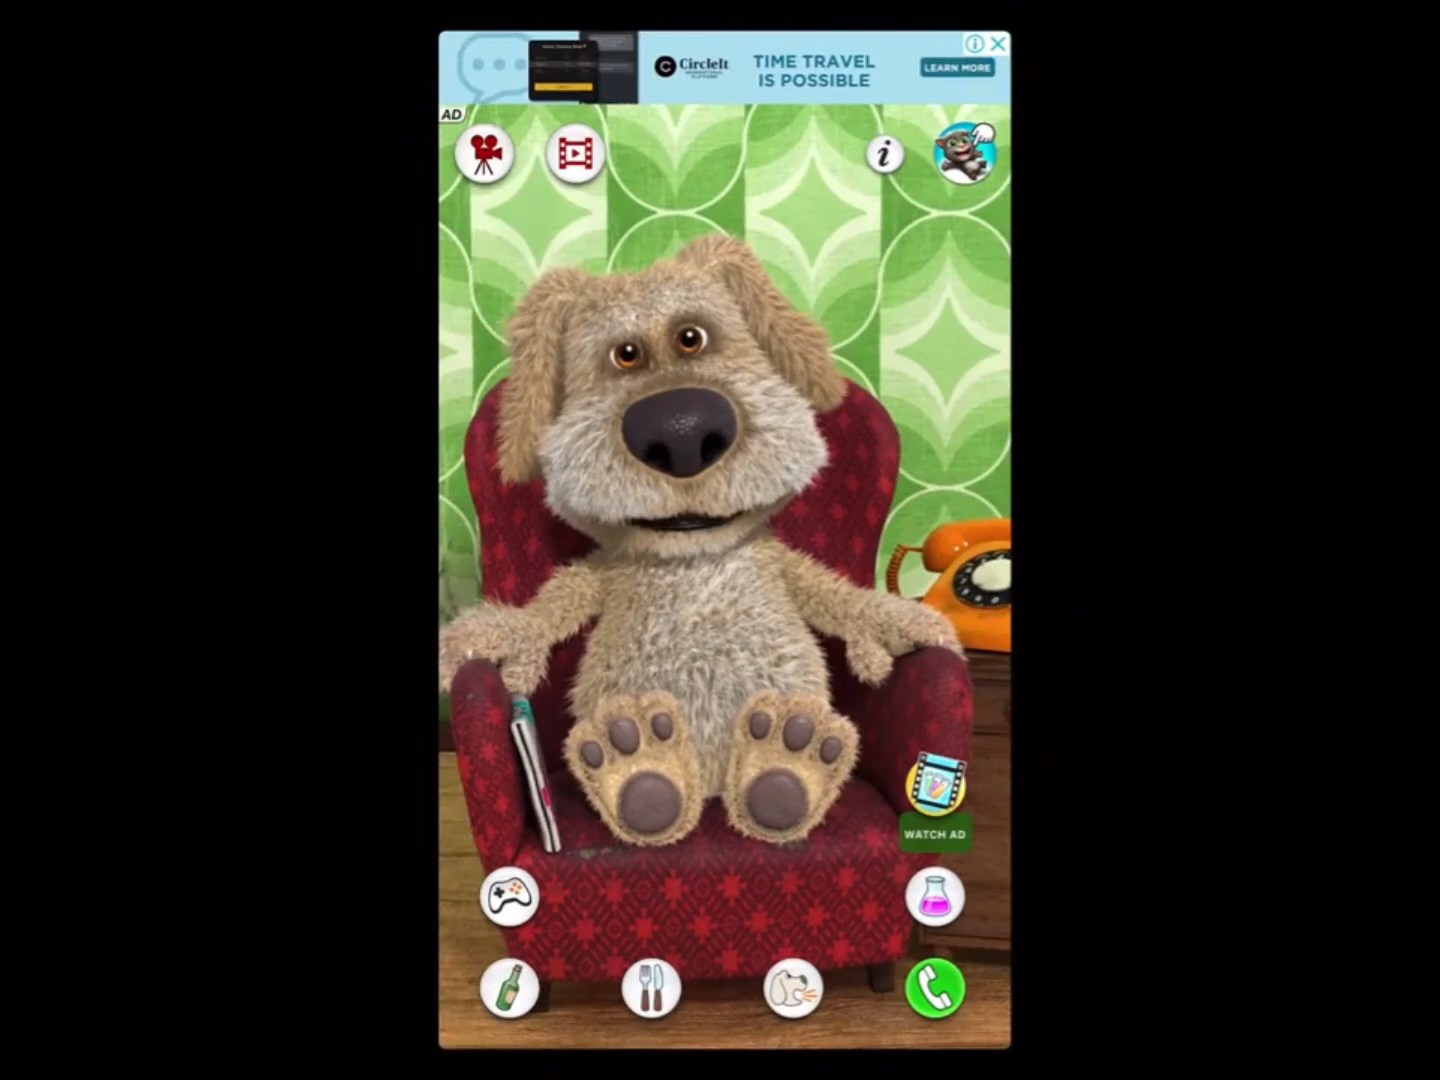 CircleIt
TIME TRAVEL
IS POSSIBLE
LEARN MORE
AD
i
WATCH AD